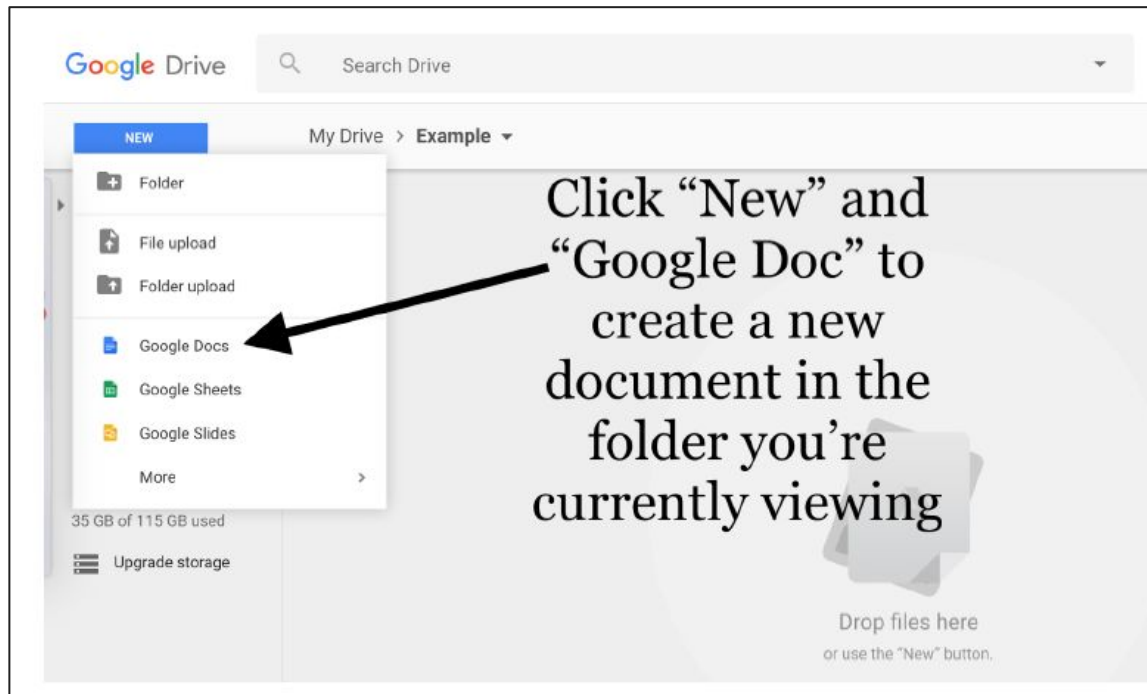 Google Drive
Search Drive
NEW
My Drive > Example
Folder
File upload
Folder upload
Google Docs
Google Sheets
Google Slides
More >
35 GB of 115 GB used
Upgrade storage
Click “New” and
“Google Doc” to
create a new
document in the
folder you’re
currently viewing
Drop files here
or use the “New” button.